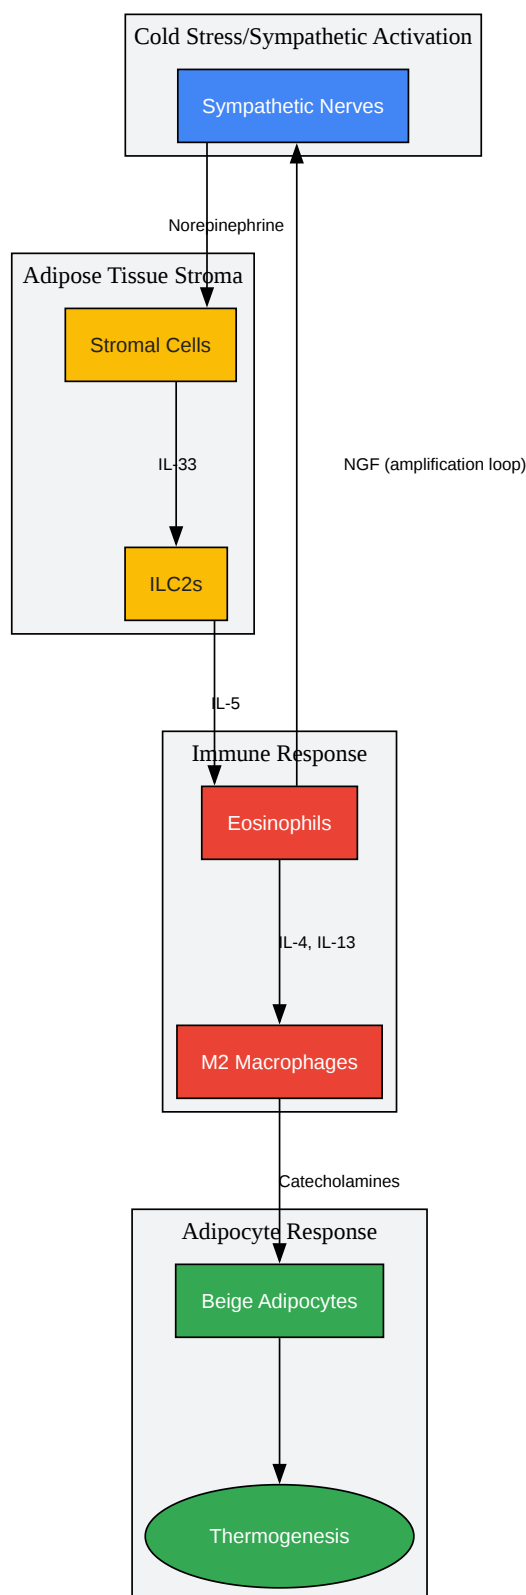 Cold Stress/Sympathetic Activation
Sympathetic Nerves
Norepinephrine
Adipose Tissue Stroma
Stromal Cells
IL-33
NGF (amplification loop)
ILC2s
IL-5
Immune Response
Eosinophils
IL-4, IL-13
M2 Macrophages
Catecholamines
Adipocyte Response
Beige Adipocytes
Thermogenesis